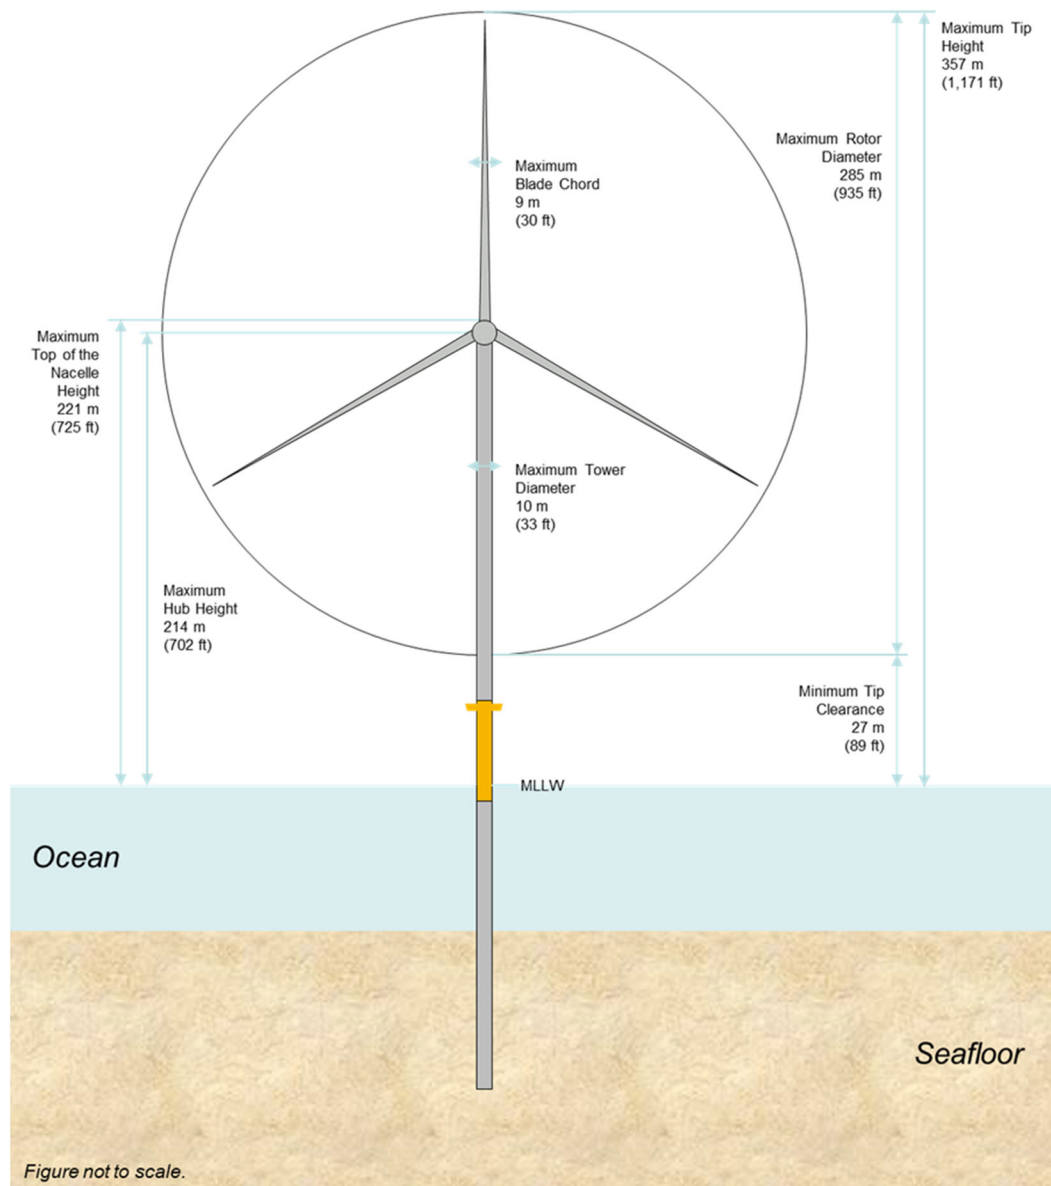 Maximum Tip
Height
357 m
(1,171 ft)
Maximum Rotor
Diameter
285 m
(935 ft)
Maximum
Blade Chord
9 m
(30 ft)
Maximum
Top of the
Nacelle
Height
221 m
(725 ft)
Maximum Tower
Diameter
10 m
(33 ft)
Maximum
Hub Height
214 m
(702 ft)
Minimum Tip
Clearance
27 m
(89 ft)
MLLW
Ocean
Seafloor
Figure not to scale.